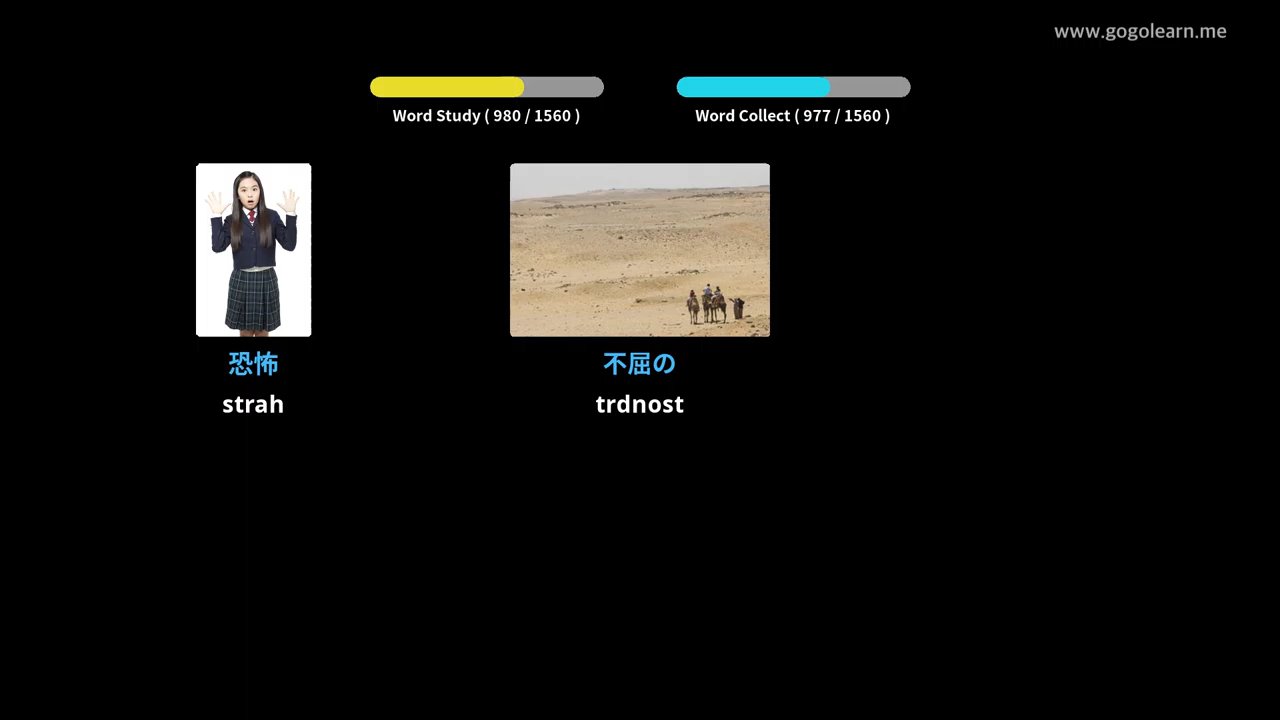 www.gogolearn.me
Word Study ( 980 / 1560 )
Word Collect ( 977 / 1560 )
恐怖
不屈の
strah
trdnost